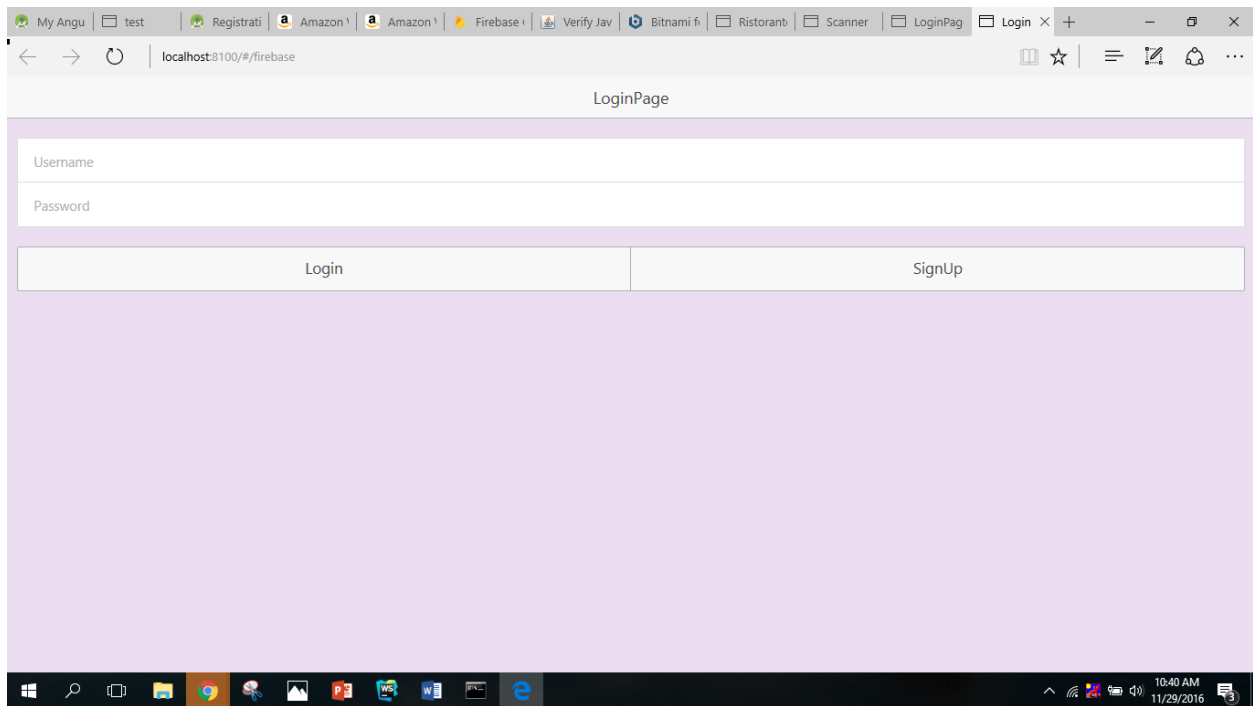 My Angu test Registrati Amazon Amazon Firebase Verify Jav Bitnami Ristorant Scanner LoginPag Login
localhost:8100/#/firebase
LoginPage
Username
Password
Login SignUp
10:40 AM
11/29/2016